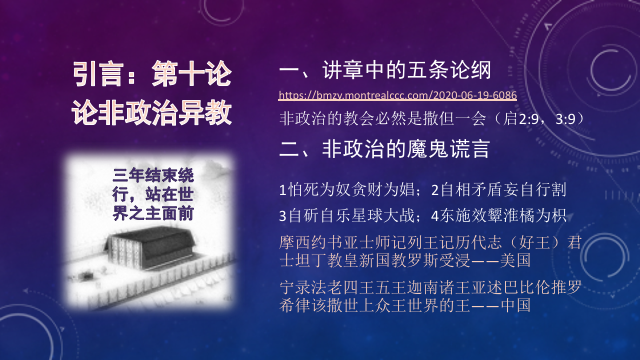 引言：第十论
论非政治异教
三年结束绕
行，站在世
界之主面前
一、讲章中的五条论纲
https://bmzy.montrealccc.com/2020-06-19-6086
非政治的教会必然是撒但一会（启2:9，3:9）
二、非政治的魔鬼谎言
1怕死为奴贪财为娼；2自相矛盾妄自行割
3自斫自乐星球大战；4东施效颦淮橘为枳
摩西约书亚士师记列王记历代志（好王）君
士坦丁教皇新国教罗斯受浸——美国
宁录法老四王五王迦南诸王亚述巴比伦推罗
希律该撒世上众王世界的王——中国